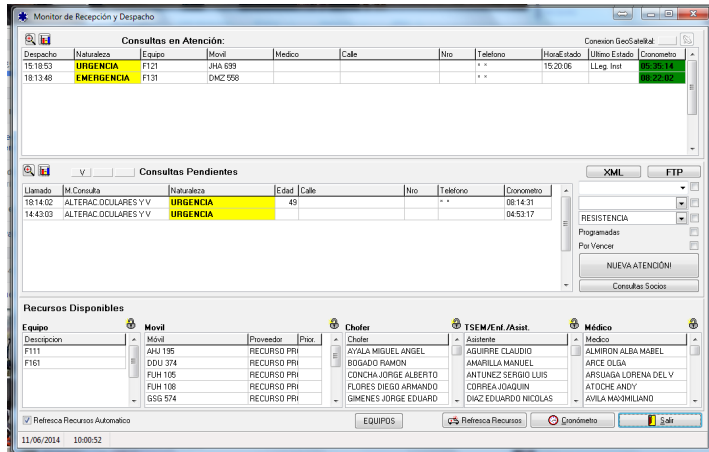 Monitor de Recepción y Despacho
Consultas en Atención: Conexion GeoSatelital:
Despacho Naturaleza Equipo Movil Medico Calle Nro Telefono HoraEstado Ultimo Estado Cronometro
15:18:53 URGENCIA F121 JHA 699 * * 15:20:06 LLeg. Inst 05:35:14
18:13:48 EMERGENCIA F131 DMZ 558 * * 08:22:02
V Consultas Pendientes XML FTP
Llamado M.Consulta Naturaleza Edad Calle Nro Telefono Cronometro
18:14:02 ALTERAC.OCULARES Y V URGENCIA 49 * * 08:14:31
14:43:03 ALTERAC.OCULARES Y V URGENCIA 04:53:17
RESISTENCIA
Programadas
Por Vencer
NUEVA ATENCIÓN!
Consultas Socios
Recursos Disponibles
Equipo Movil Chofer TSEM/Enf./Asist. Médico
Descripcion Móvil Proveedor Prior. Chofer Asistente Medico
F111 AHJ 195 RECURSO PRI AYALA MIGUEL ANGEL AGUIRRE CLAUDIO ALMIRON ALBA MABEL
F161 DDU 374 RECURSO PRI BOGADO RAMON AMARILLA MANUEL ARCE OLGA
FUH 105 RECURSO PRI CONCHA JORGE ALBERTO ANTUNEZ SERGIO LUIS ARSUAGA LORENA DEL V
FUH 108 RECURSO PRI FLORES DIEGO ARMANDO CORREA JOAQUIN ATOCHE ANDY
GSG 574 RECURSO PRI GIMENES JORGE EDUARD DIAZ EDUARDO NICOLAS AVILA MAXIMILIANO
Refresca Recursos Automatico EQUIPOS Refresca Recursos Cronómetro Salir
11/06/2014 10:00:52